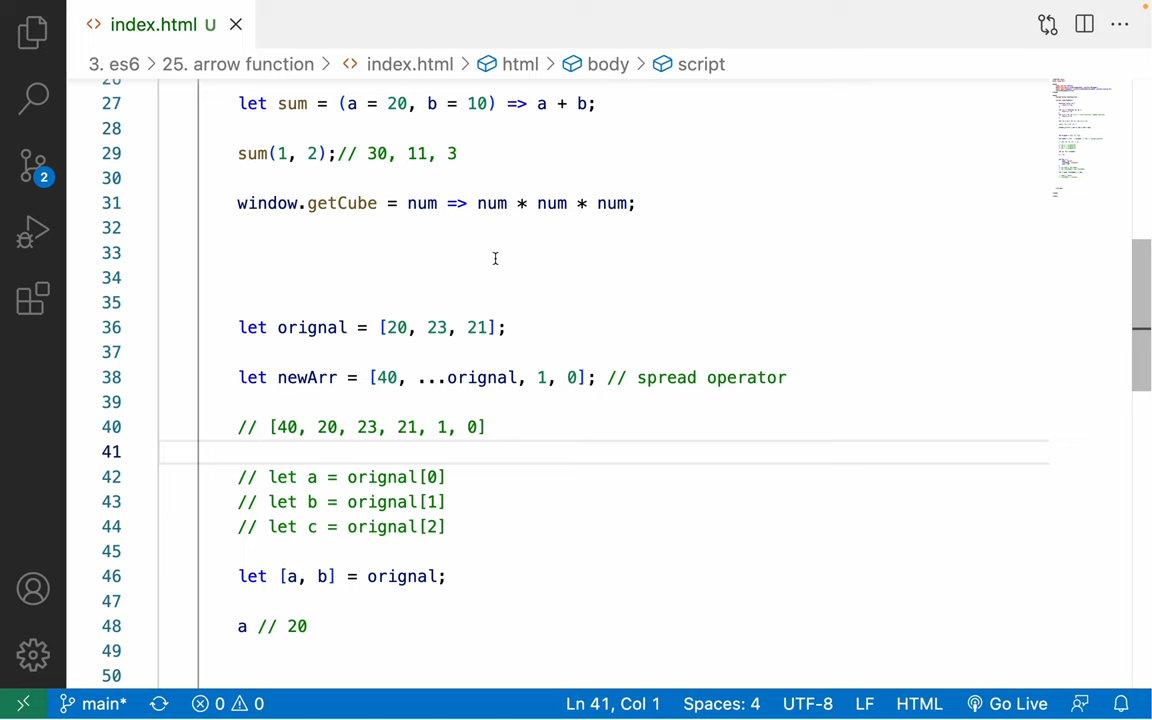 index.html U
3. es6 > 25. arrow function > index.html > html > body > script
26
27 let sum = (a = 20, b = 10) => a + b;
28
29 sum(1, 2);// 30, 11, 3
30
31 window.getCube = num => num * num * num;
32
33
34
35
36 let orignal = [20, 23, 21];
37
38 let newArr = [40, ...orignal, 1, 0]; // spread operator
39
40 // [40, 20, 23, 21, 1, 0]
41
42 // let a = orignal[0]
43 // let b = orignal[1]
44 // let c = orignal[2]
45
46 let [a, b] = orignal;
47
48 a // 20
49
50
2
main* 0 0 Ln 41, Col 1 Spaces: 4 UTF-8 LF HTML Go Live